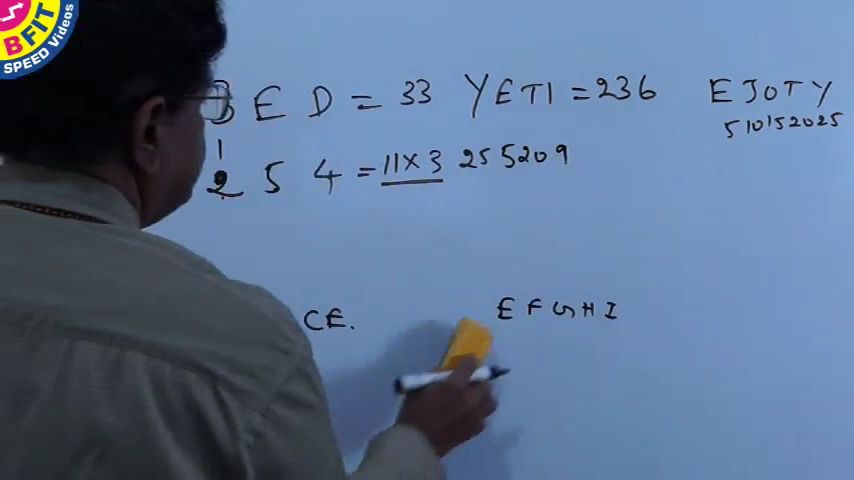 BFIT
SPEED Videos
BED = 33 YETI = 236 EJOTY
5 10 15 20 25
1
2 5 4 = 11 x 3 25 5 20 9
CE. EFGHI